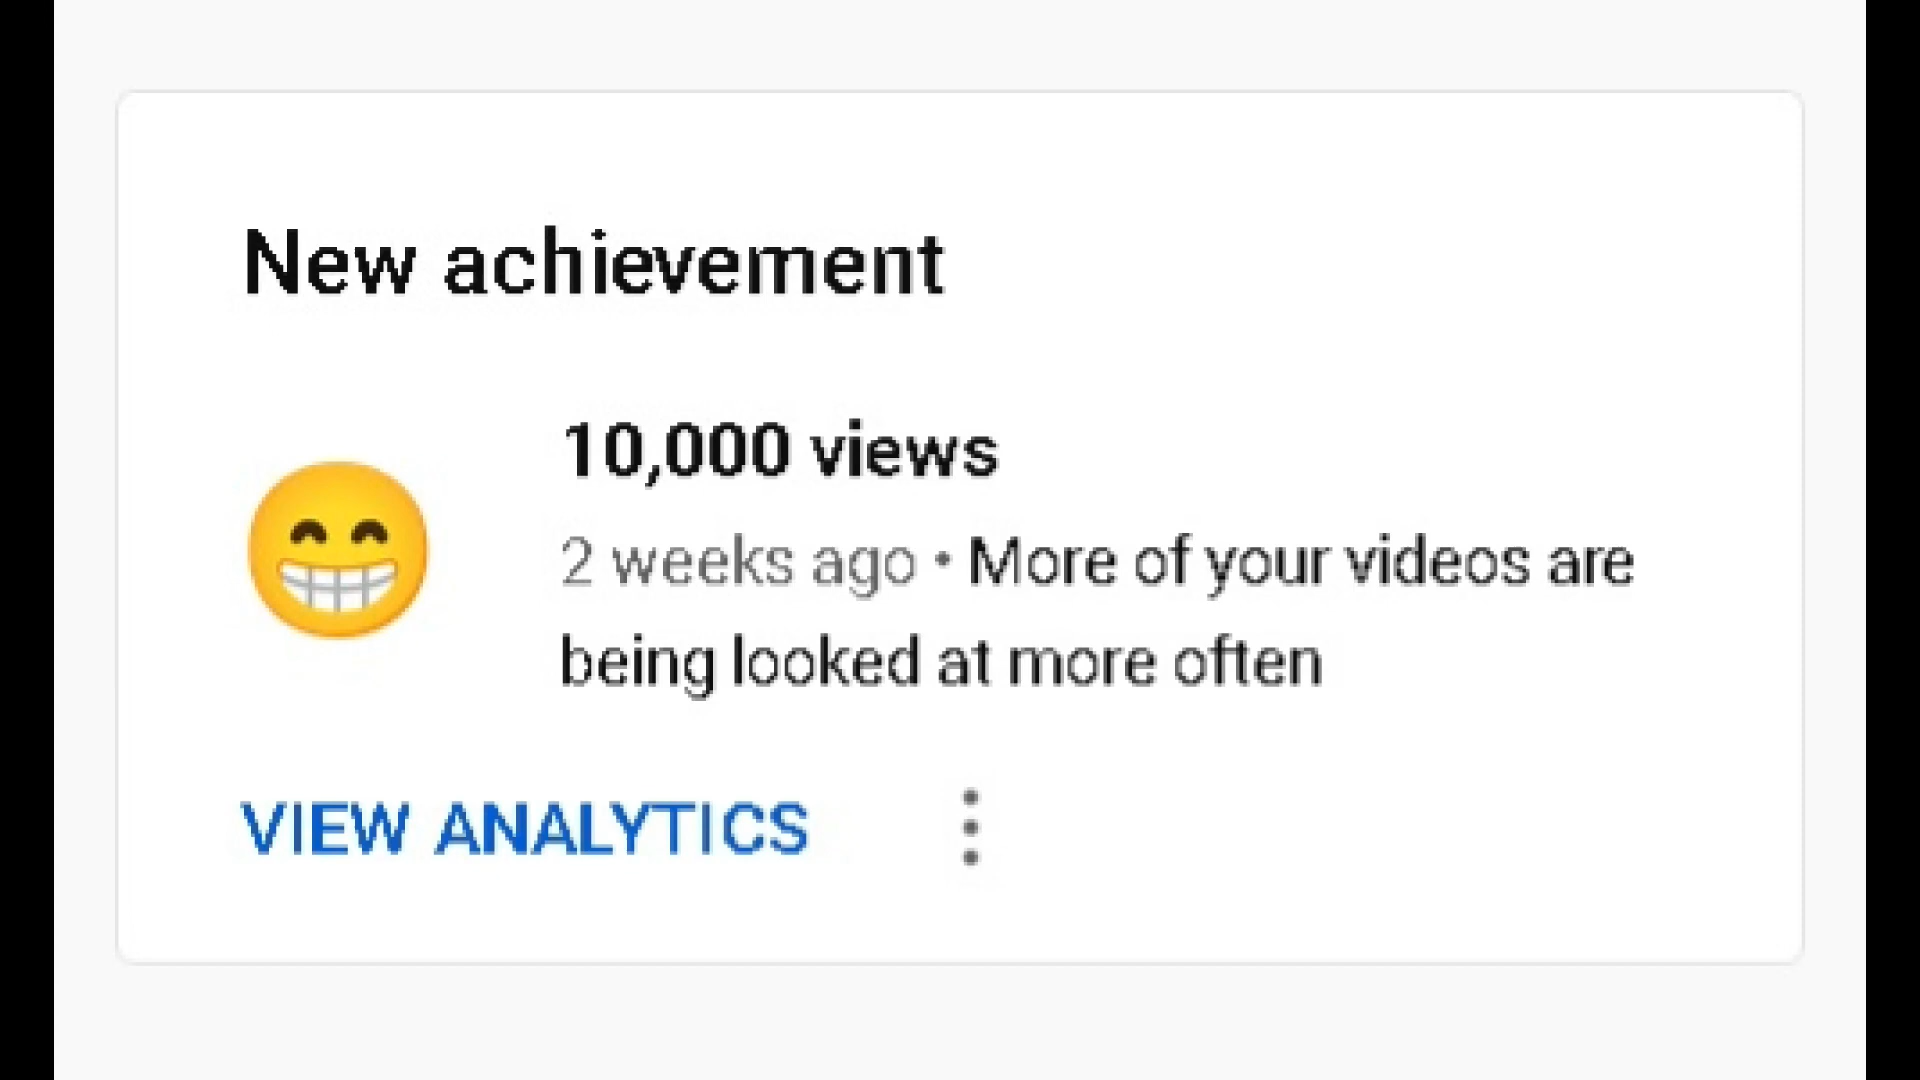 New achievement
10,000 views
2 weeks ago • More of your videos are
being looked at more often
VIEW ANALYTICS